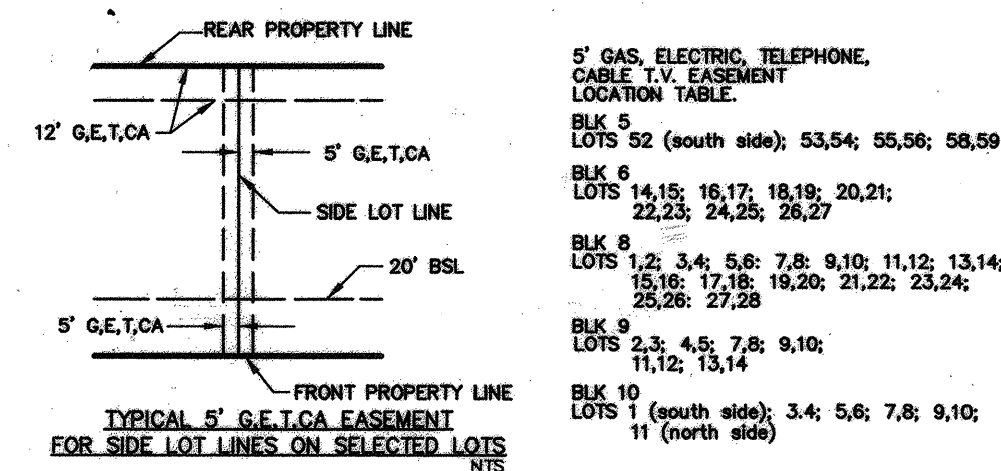 REAR PROPERTY LINE
12' G,E,T,CA
5' G,E,T,CA
SIDE LOT LINE
20' BSL
5' G,E,T,CA
FRONT PROPERTY LINE
TYPICAL 5' G.E.T.CA EASEMENT
FOR SIDE LOT LINES ON SELECTED LOTS
NTS
5' GAS, ELECTRIC, TELEPHONE,
CABLE T.V. EASEMENT
LOCATION TABLE.
BLK 5
LOTS 52 (south side); 53,54; 55,56; 58,59
BLK 6
LOTS 14,15; 16,17; 18,19; 20,21;
22,23; 24,25; 26,27
BLK 8
LOTS 1,2; 3,4; 5,6: 7,8: 9,10; 11,12; 13,14;
15,16: 17,18: 19,20; 21,22; 23,24;
25,26: 27,28
BLK 9
LOTS 2,3; 4,5; 7,8; 9,10;
11,12; 13,14
BLK 10
LOTS 1 (south side); 3.4; 5,6; 7,8; 9,10;
11 (north side)